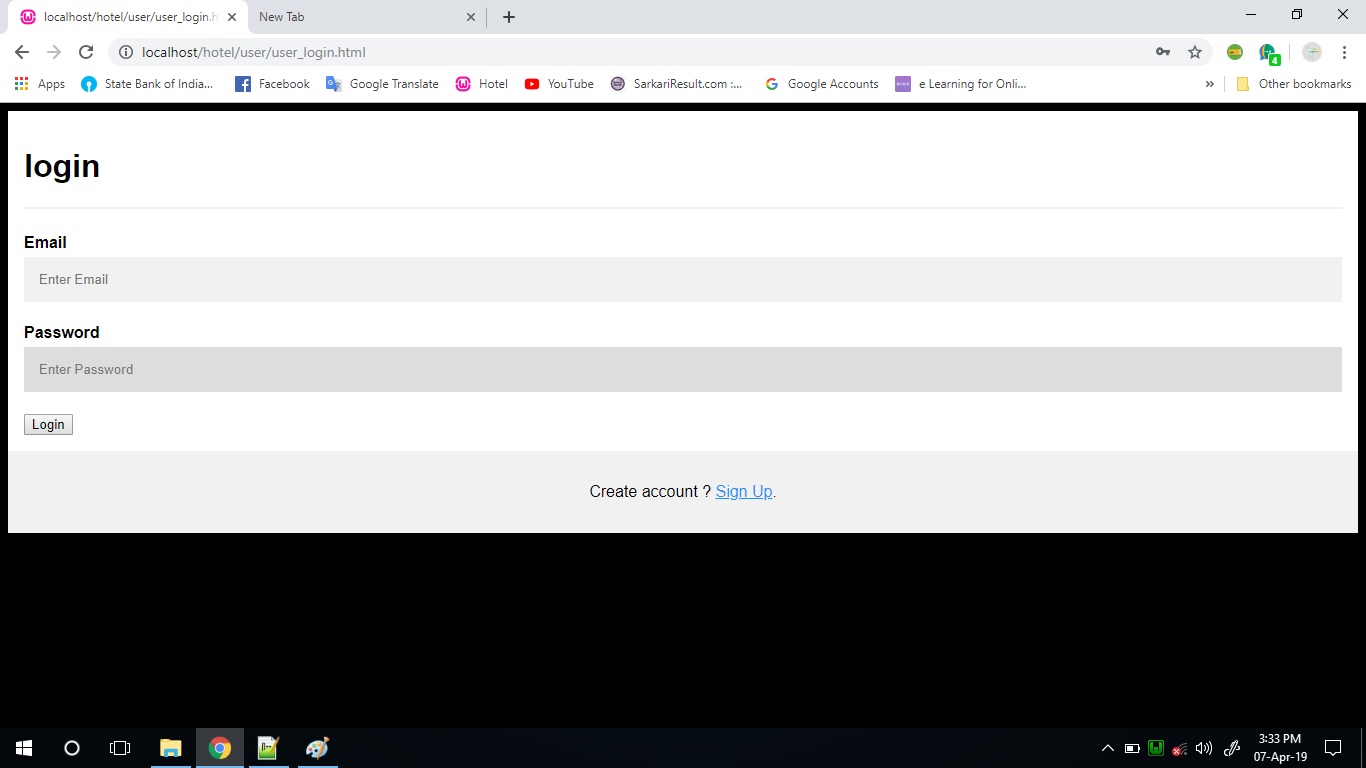 localhost/hotel/user/user_login.h
New Tab
localhost/hotel/user/user_login.html
4
Apps
State Bank of India...
Facebook
Google Translate
Hotel
YouTube
SarkariResult.com :...
Google Accounts
e Learning for Onli...
»
Other bookmarks
login
Email
Enter Email
Password
Enter Password
Login
Create account ? Sign Up.
3:33 PM
07-Apr-19